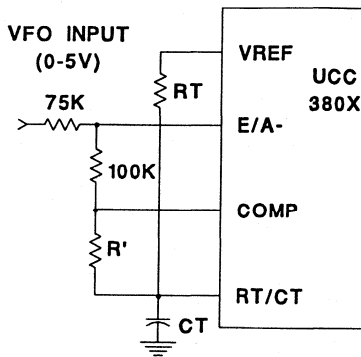 VFO INPUT
(0-5V)
75K
RT
100K
R'
CT
VREF
E/A-
COMP
RT/CT
UCC
380X